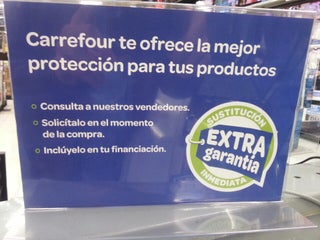 Carrefour te ofrece la mejor
protección para tus productos
Consulta a nuestros vendedores.
Solicítalo en el momento
de la compra.
Inclúyelo en tu financiación.
SUSTITUCIÓN
EXTRA
garantía
INMEDIATA